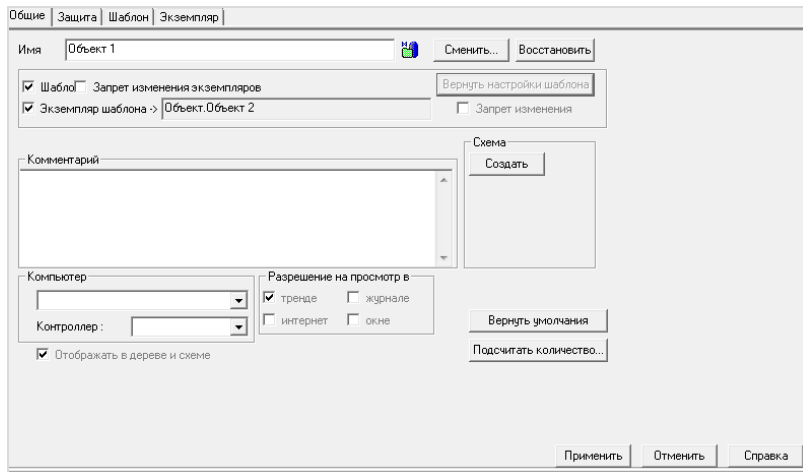 Общие Защита Шаблон Экземпляр
Имя Объект 1 Сменить... Восстановить
Шабло Запрет изменения экземпляров Вернуть настройки шаблона
Экземпляр шаблона -> Объект.Объект 2 Запрет изменения
Схема
Комментарий Создать
Компьютер Разрешение на просмотр в
тренде журнале
Контроллер : интернет окне Вернуть умолчания
Отображать в дереве и схеме Подсчитать количество...
Применить Отменить Справка